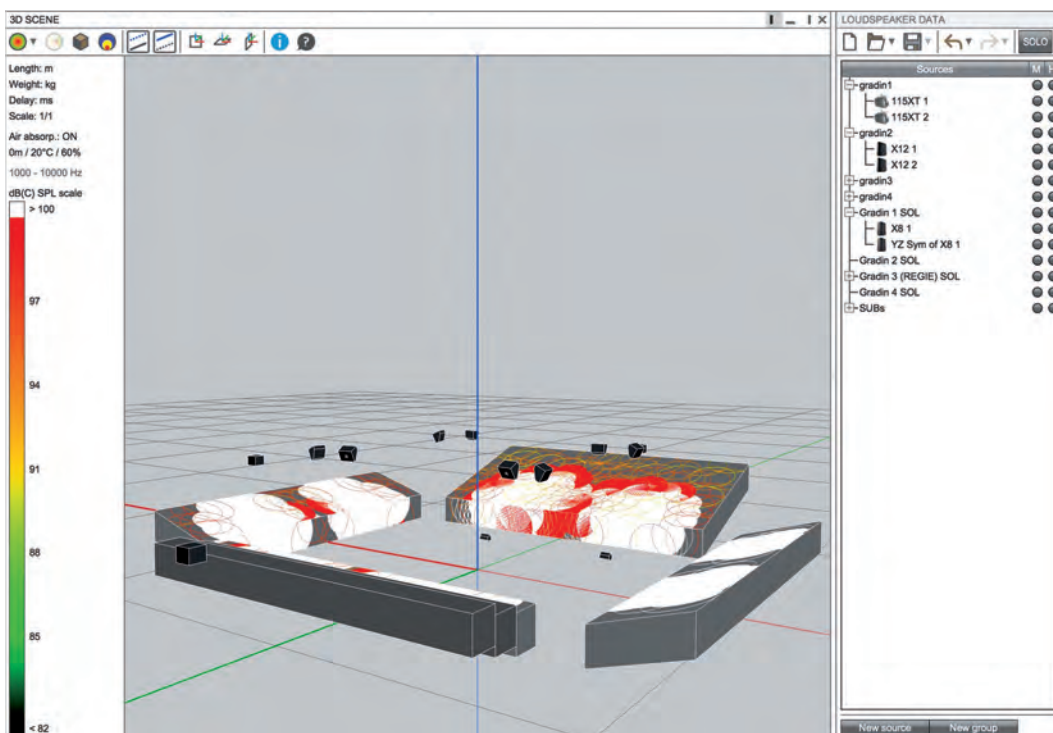 3D SCENE
LOUDSPEAKER DATA
SOLO
Length: m
Weight: kg
Delay: ms
Scale: 1/1
Air absorp.: ON
0m / 20°C / 60%
1000 - 10000 Hz
dB(C) SPL scale
> 100
97
94
91
88
85
< 82
Sources
M
gradin1
115XT 1
115XT 2
gradin2
X12 1
X12 2
gradin3
gradin4
Gradin 1 SOL
X8 1
YZ Sym of X8 1
Gradin 2 SOL
Gradin 3 (REGIE) SOL
Gradin 4 SOL
SUBs
New source
New group